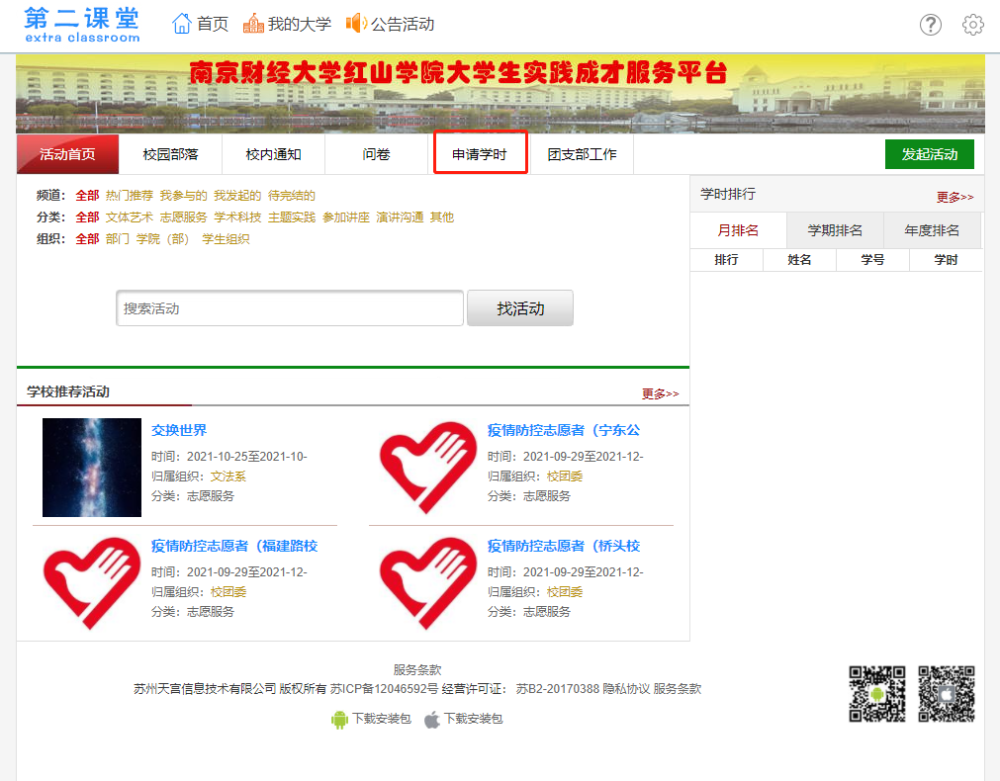 第二课堂
extra classroom
首页 我的大学 公告活动
南京财经大学红山学院大学生实践成才服务平台
活动首页 校园部落 校内通知 问卷 申请学时 团支部工作 发起活动
频道： 全部 热门推荐 我参与的 我发起的 待完结的
分类： 全部 文体艺术 志愿服务 学术科技 主题实践 参加讲座 演讲沟通 其他
组织： 全部 部门 学院（部） 学生组织
搜索活动 找活动
学时排行 更多>>
月排名 学期排名 年度排名
排行 姓名 学号 学时
学校推荐活动 更多>>
交换世界
时间：2021-10-25至2021-10-
归属组织：文法系
分类：志愿服务
疫情防控志愿者（宁东公
时间：2021-09-29至2021-12-
归属组织：校团委
分类：志愿服务
疫情防控志愿者（福建路校
时间：2021-09-29至2021-12-
归属组织：校团委
分类：志愿服务
疫情防控志愿者（桥头校
时间：2021-09-29至2021-12-
归属组织：校团委
分类：志愿服务
服务条款
苏州天宫信息技术有限公司 版权所有 苏ICP备12046592号 经营许可证： 苏B2-20170388 隐私协议 服务条款
下载安装包 下载安装包